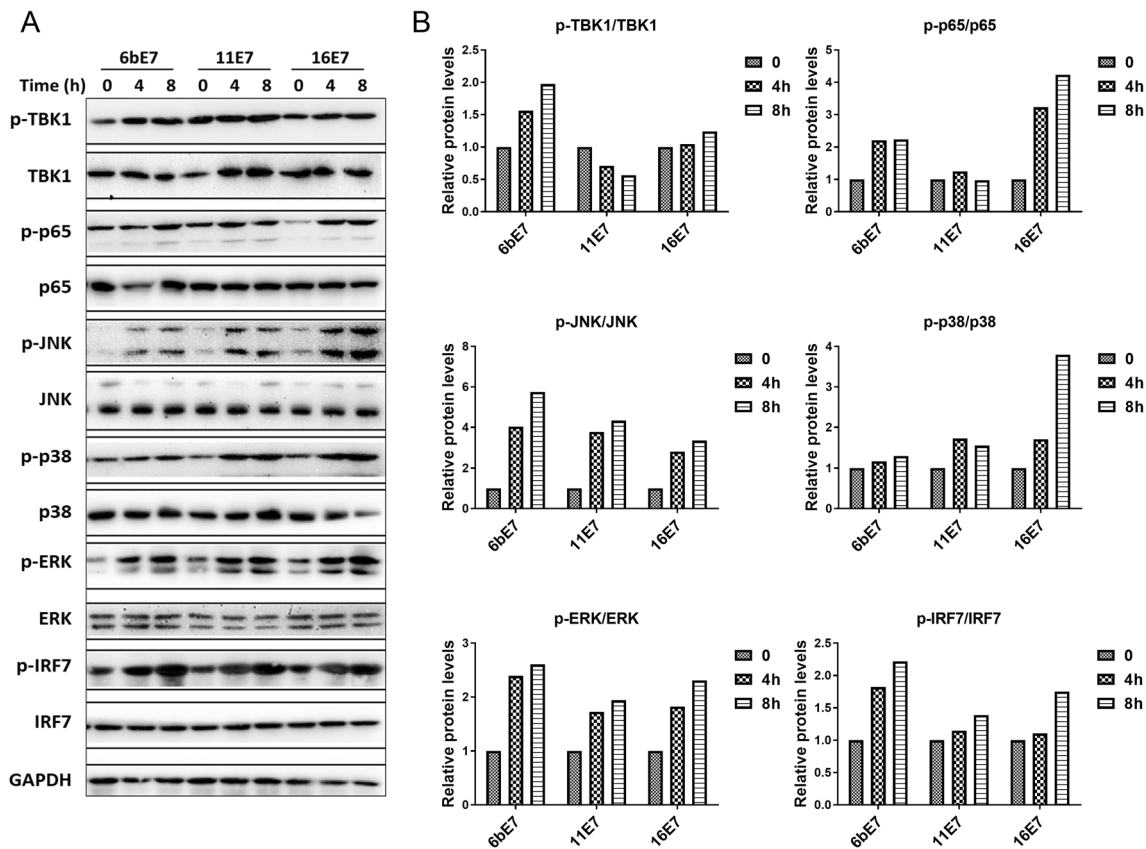 A
6bE7 11E7 16E7
Time (h) 0 4 8 0 4 8 0 4 8
p-TBK1
TBK1
p-p65
p65
p-JNK
JNK
p-p38
p38
p-ERK
ERK
p-IRF7
IRF7
GAPDH
B
p-TBK1/TBK1
Relative protein levels
2.5
2.0
1.5
1.0
0.5
0.0
6bE7 11E7 16E7
0
4h
8h
p-p65/p65
Relative protein levels
5
4
3
2
1
0
6bE7 11E7 16E7
0
4h
8h
p-JNK/JNK
Relative protein levels
8
6
4
2
0
6bE7 11E7 16E7
0
4h
8h
p-p38/p38
Relative protein levels
4
3
2
1
0
6bE7 11E7 16E7
0
4h
8h
p-ERK/ERK
Relative protein levels
3
2
1
0
6bE7 11E7 16E7
0
4h
8h
p-IRF7/IRF7
Relative protein levels
2.5
2.0
1.5
1.0
0.5
0.0
6bE7 11E7 16E7
0
4h
8h